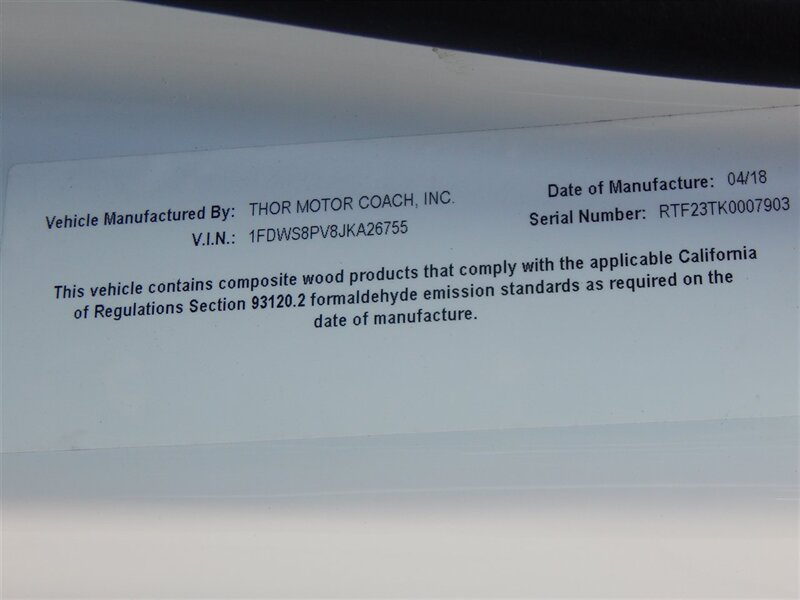 Vehicle Manufactured By: THOR MOTOR COACH, INC. Date of Manufacture: 04/18
V.I.N.: 1FDWS8PV8JKA26755 Serial Number: RTF23TK0007903
This vehicle contains composite wood products that comply with the applicable California
of Regulations Section 93120.2 formaldehyde emission standards as required on the
date of manufacture.